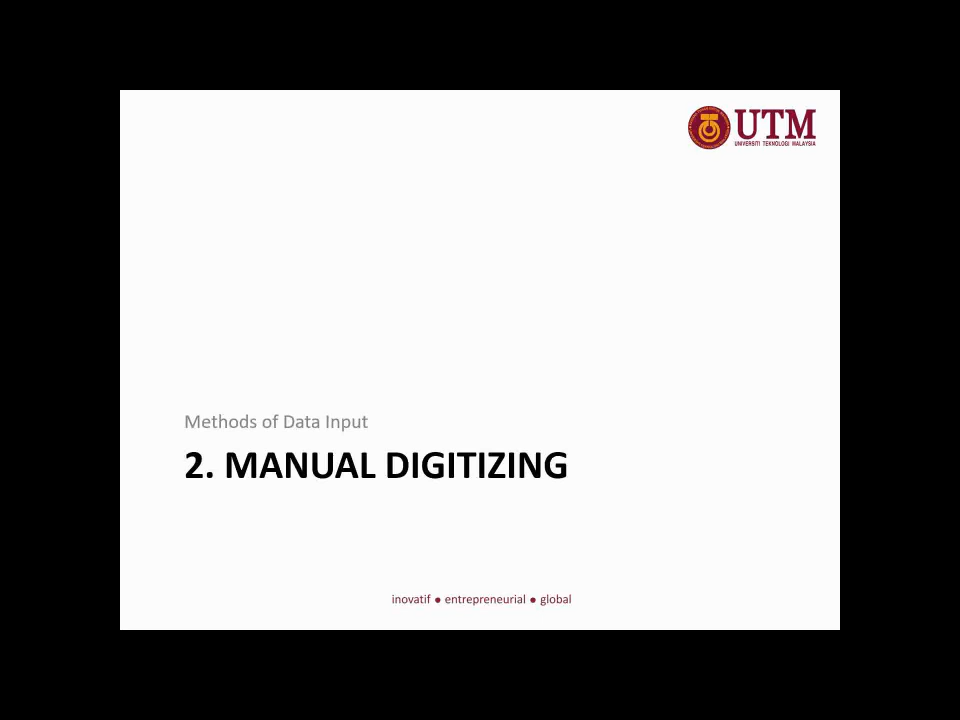 UTM
UNIVERSITI TEKNOLOGI MALAYSIA
Methods of Data Input
2. MANUAL DIGITIZING
inovatif ● entrepreneurial ● global